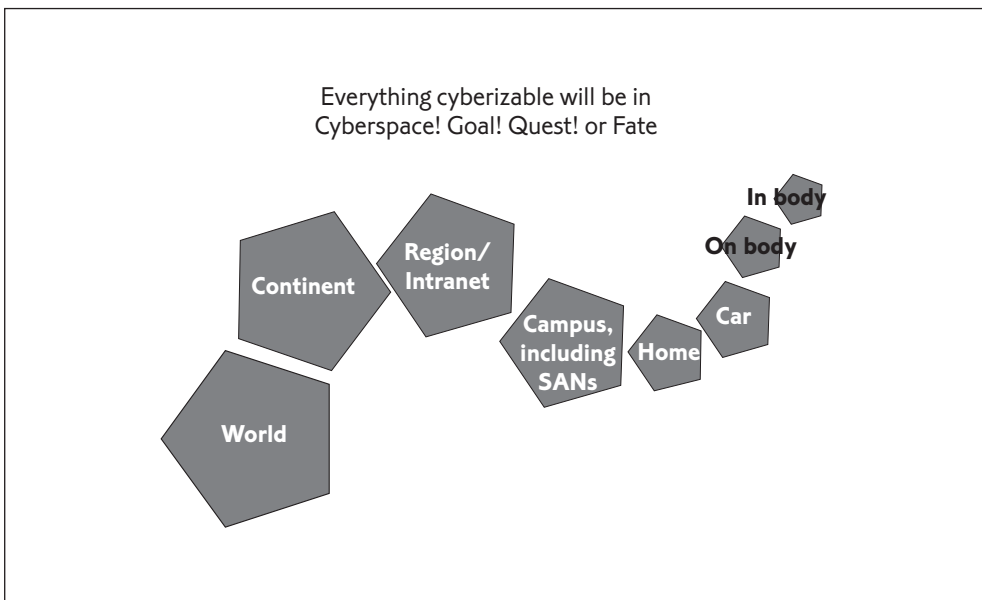 Everything cyberizable will be in
Cyberspace! Goal! Quest! or Fate
In body
On body
Region/
Intranet
Continent
Campus,
including
SANs
Home
Car
World